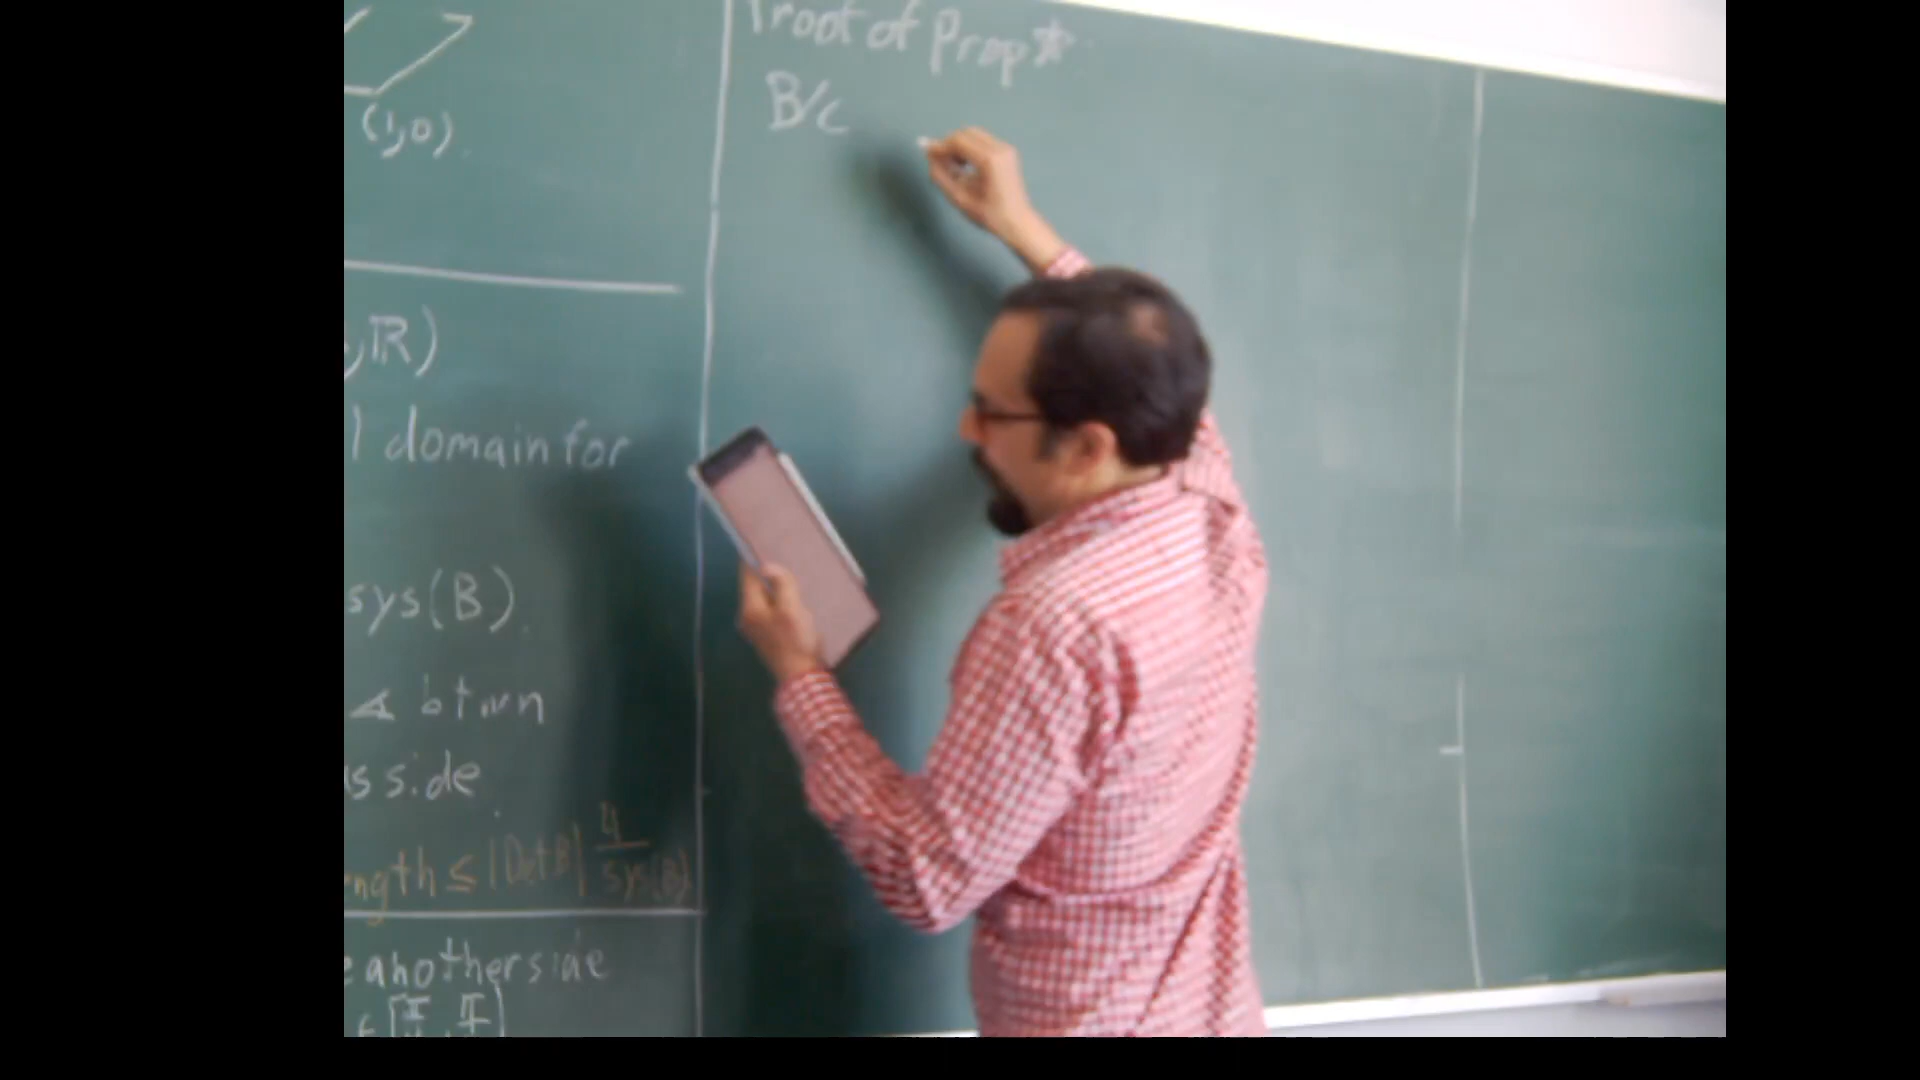 (1,0)
, ℝ)
l domain for
sys(B).
∡ btwn
s side.
ngth ≤ |Det B| 4/sys(B)
another side
Proof of Prop*
B/c